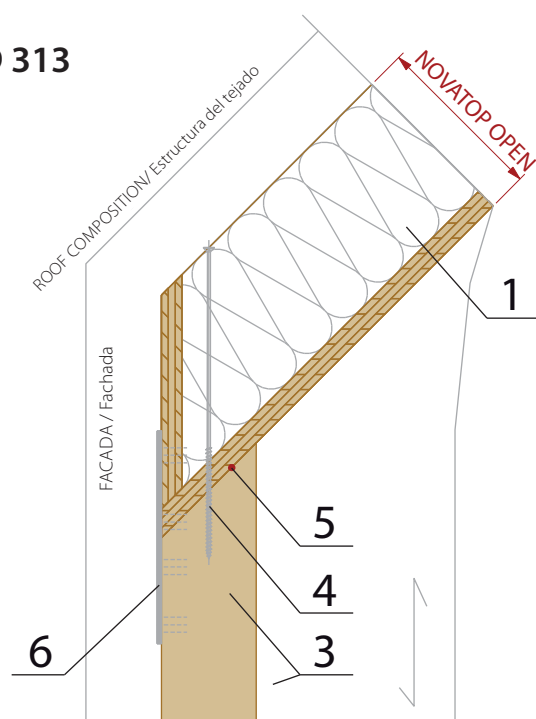 313
NOVATOP OPEN
ROOF COMPOSITION/ Estructura del tejado
1
FACADA / Fachada
5
4
6
3